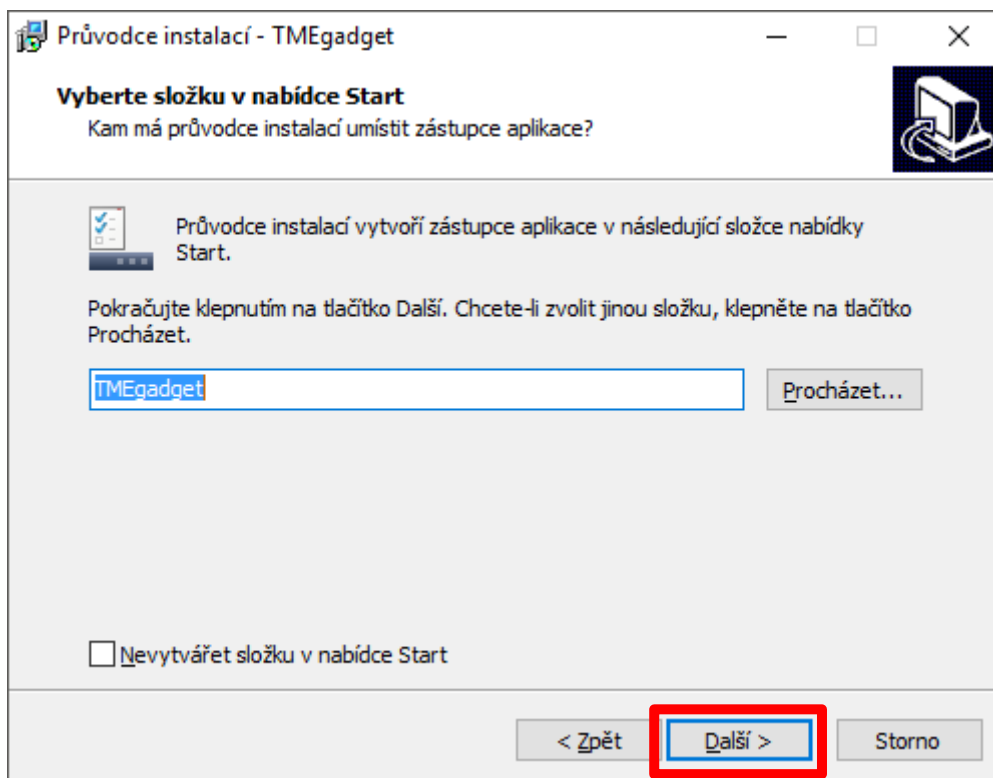 Průvodce instalací - TMEgadget
Vyberte složku v nabídce Start
Kam má průvodce instalací umístit zástupce aplikace?
Průvodce instalací vytvoří zástupce aplikace v následující složce nabídky
Start.
Pokračujte klepnutím na tlačítko Další. Chcete-li zvolit jinou složku, klepněte na tlačítko
Procházet.
TMEgadget
Procházet...
Nevytvářet složku v nabídce Start
< Zpět
Další >
Storno